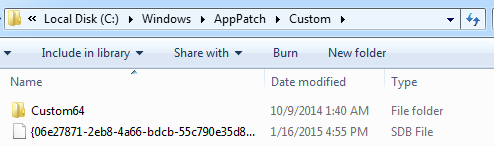 « Local Disk (C:) ▸ Windows ▸ AppPatch ▸ Custom ▸
Include in library ▾ Share with ▾ Burn New folder
Name Date modified Type
Custom64 10/9/2014 1:40 AM File folder
{06e27871-2eb8-4a66-bdcb-55c790e35d8... 1/16/2015 4:55 PM SDB File